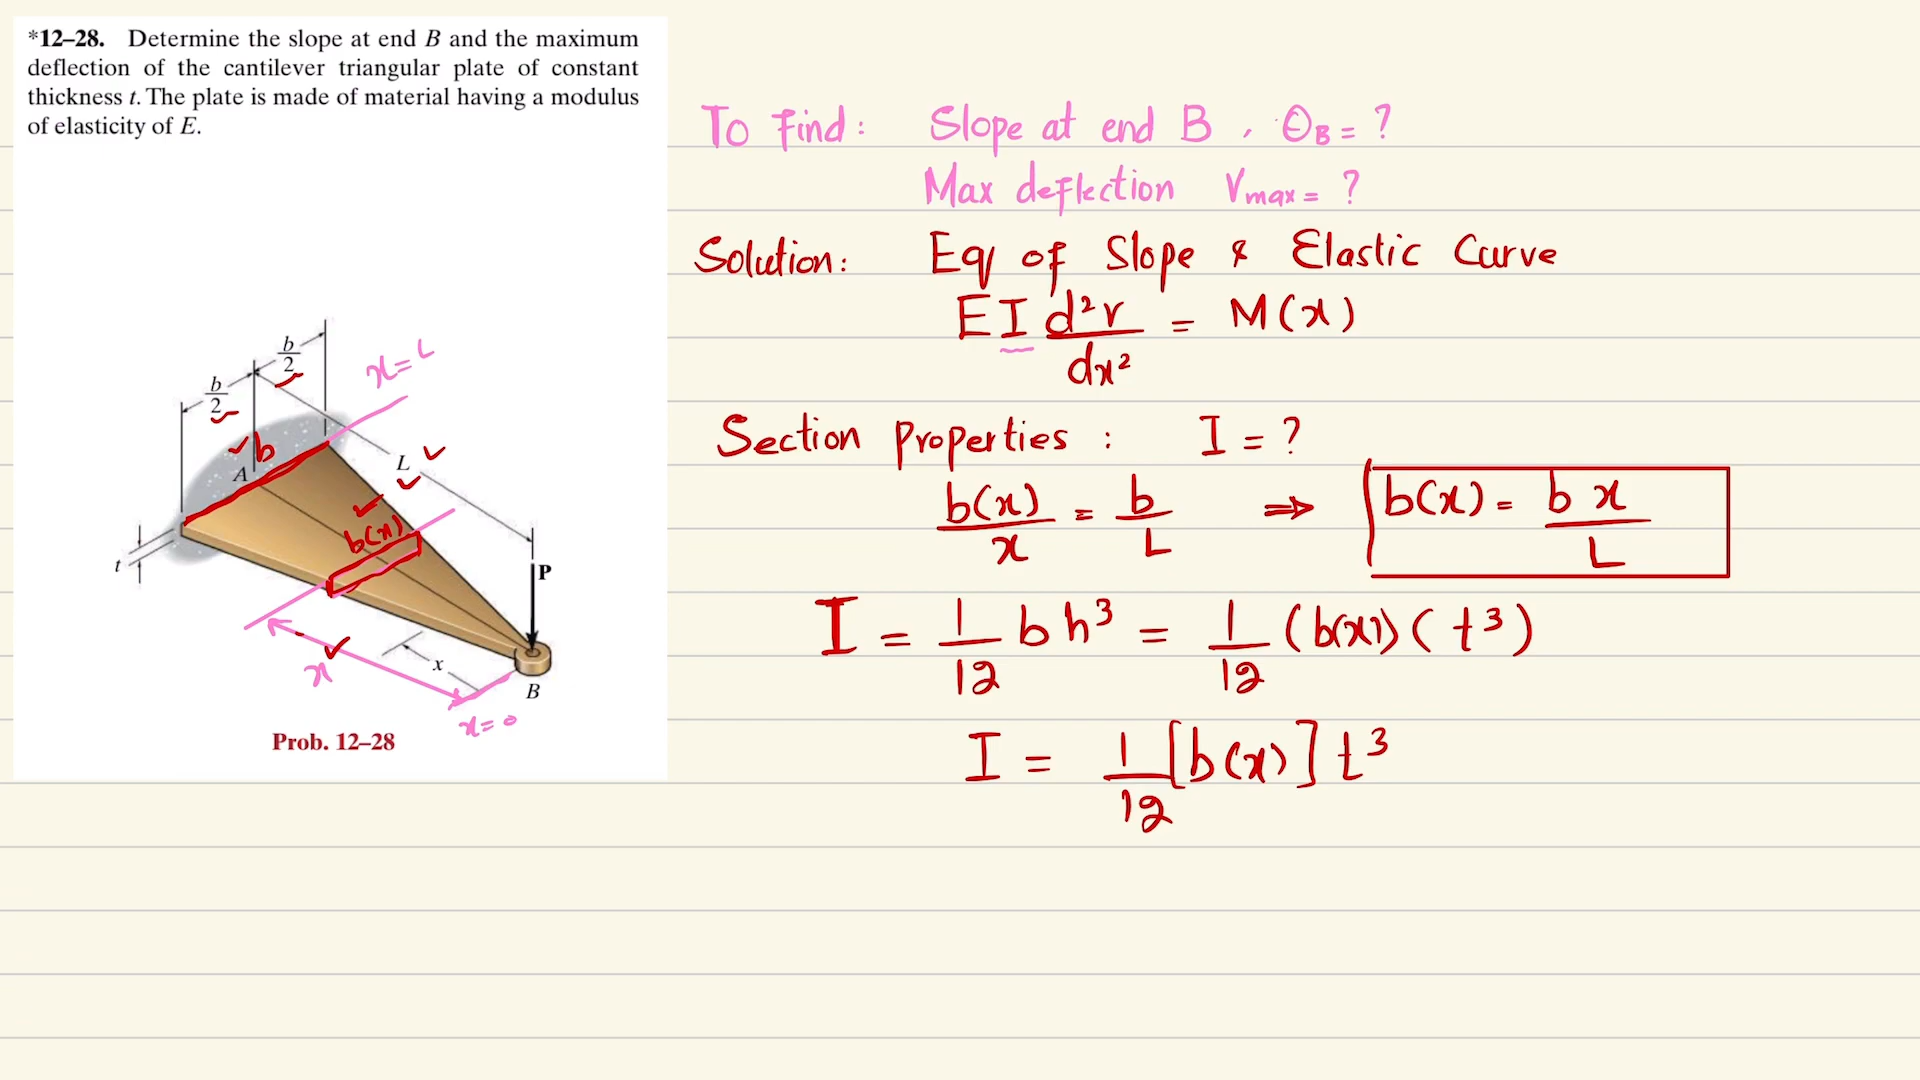 *12–28. Determine the slope at end B and the maximum
deflection of the cantilever triangular plate of constant
thickness t. The plate is made of material having a modulus
of elasticity of E.
To Find: Slope at end B , θB = ?
Max deflection Vmax = ?
Solution: Eq of Slope & Elastic Curve
EI d²v/dx² = M(x)
Section Properties : I = ?
b(x)/x = b/L ⇒ b(x) = bx/L
I = 1/12 bh³ = 1/12 (b(x)) (t³)
I = 1/12 [b(x)] t³
b/2
b/2
x = L
b
A
L
b(x)
t
P
x
x
B
x = 0
Prob. 12–28